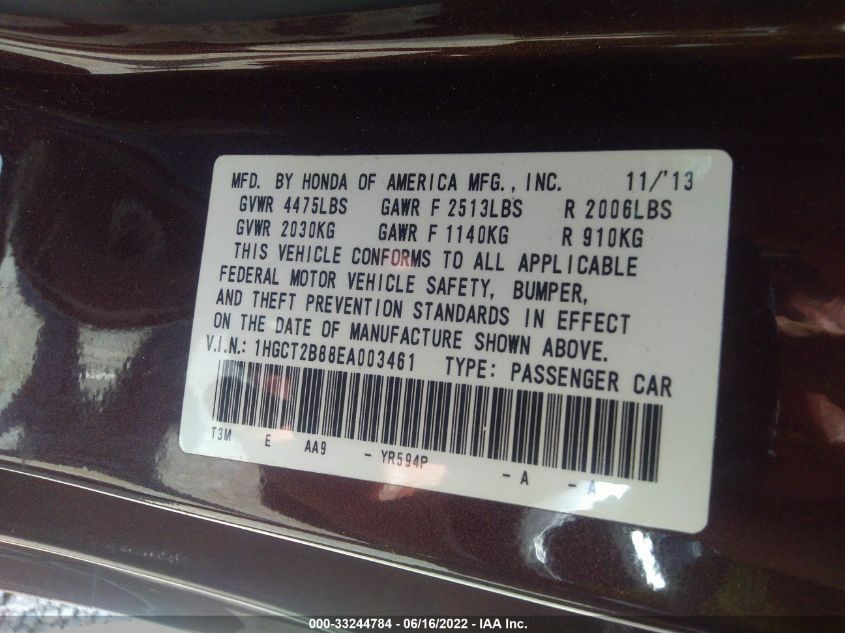 MFD. BY HONDA OF AMERICA MFG., INC. 11/'13
GVWR 4475LBS GAWR F 2513LBS R 2006LBS
GVWR 2030KG GAWR F 1140KG R 910KG
THIS VEHICLE CONFORMS TO ALL APPLICABLE
FEDERAL MOTOR VEHICLE SAFETY, BUMPER,
AND THEFT PREVENTION STANDARDS IN EFFECT
ON THE DATE OF MANUFACTURE SHOWN ABOVE.
V.I.N.: 1HGCT2B88EA003461 TYPE: PASSENGER CAR
T3M E AA9 - YR594P - A - A
000-33244784 - 06/16/2022 - IAA Inc.